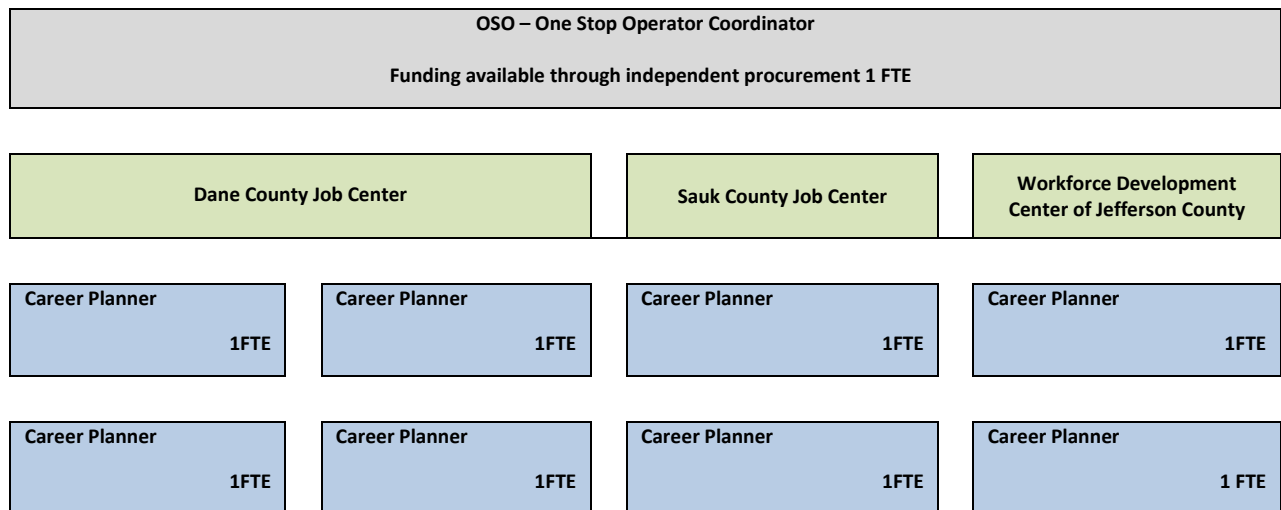 OSO – One Stop Operator Coordinator
Funding available through independent procurement 1 FTE
Dane County Job Center
Sauk County Job Center
Workforce Development
Center of Jefferson County
Career Planner
1FTE
Career Planner
1FTE
Career Planner
1FTE
Career Planner
1FTE
Career Planner
1FTE
Career Planner
1FTE
Career Planner
1FTE
Career Planner
1 FTE